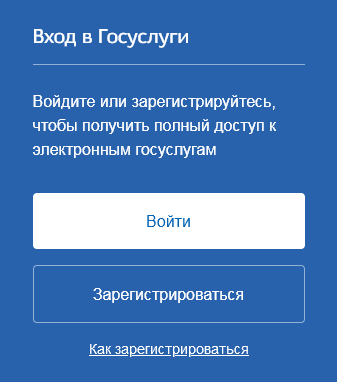 Вход в Госуслуги
Войдите или зарегистрируйтесь,
чтобы получить полный доступ к
электронным госуслугам
Войти
Зарегистрироваться
Как зарегистрироваться